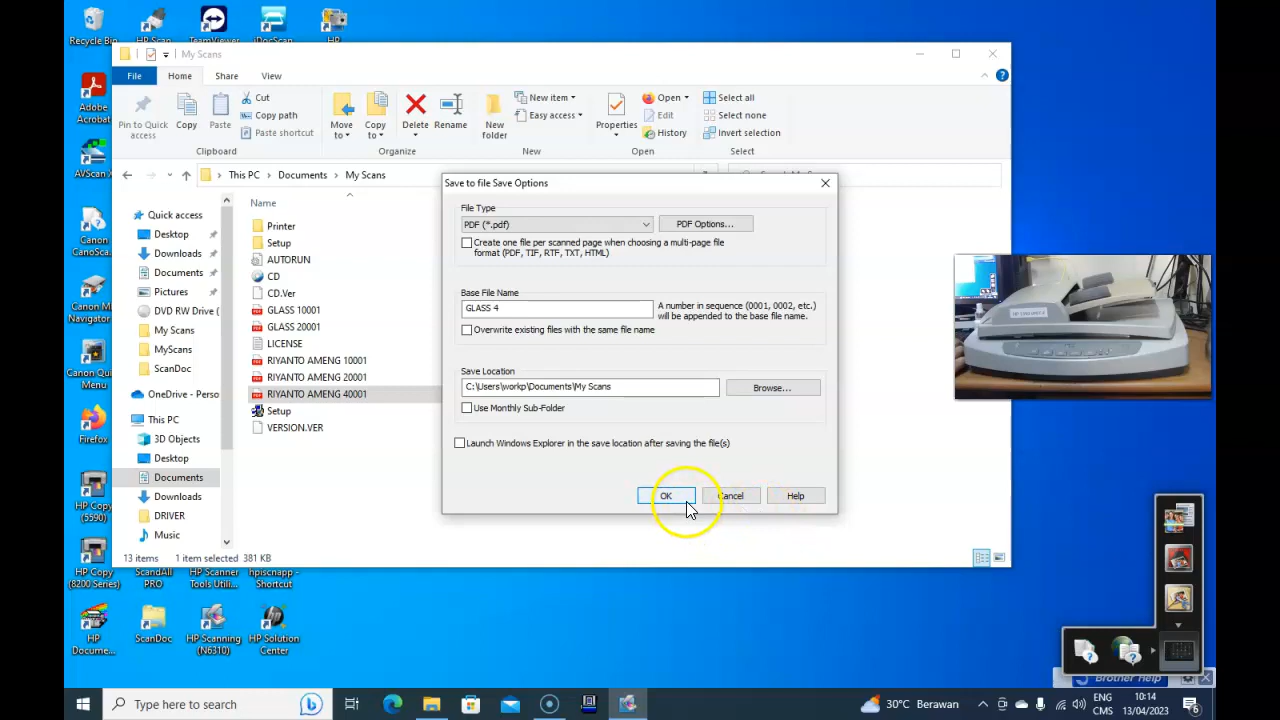 Recycle Bin
HP Scan
TeamViewer
iDocScan
HP
My Scans
File
Home
Share
View
Adobe
Acrobat
Pin to Quick
access
Copy
Paste
Cut
Copy path
Paste shortcut
Clipboard
Move
to
Copy
to
Delete
Rename
Organize
New
folder
New item
Easy access
New
Properties
Open
Edit
History
Open
Select all
Select none
Invert selection
Select
AVScan X
This PC > Documents > My Scans
Name
Quick access
Desktop
Downloads
Documents
Pictures
DVD RW Drive (
My Scans
MyScans
ScanDoc
OneDrive - Perso
This PC
3D Objects
Desktop
Documents
Downloads
DRIVER
Music
Printer
Setup
AUTORUN
CD
CD.Ver
GLASS 10001
GLASS 20001
LICENSE
RIYANTO AMENG 10001
RIYANTO AMENG 20001
RIYANTO AMENG 40001
Setup
VERSION.VER
13 items
1 item selected 381 KB
Save to file Save Options
File Type
PDF (*.pdf)
PDF Options...
Create one file per scanned page when choosing a multi-page file
format (PDF, TIF, RTF, TXT, HTML)
Base File Name
GLASS 4
A number in sequence (0001, 0002, etc.)
will be appended to the base file name.
Overwrite existing files with the same file name
Save Location
C:\Users\workp\Documents\My Scans
Browse...
Use Monthly Sub-Folder
Launch Windows Explorer in the save location after saving the file(s)
OK
Cancel
Help
Canon
CanoScan
Canon M
Navigator
Canon Qu
Menu
Firefox
HP Copy
(5590)
HP Copy
(8200 Series)
ScandAll
PRO
HP Scanner
Tools Utili...
hpiscnapp -
Shortcut
HP
Docume...
ScanDoc
HP Scanning
(N6310)
HP Solution
Center
Brother Help
Type here to search
30°C Berawan
ENG
CMS
10:14
13/04/2023
6